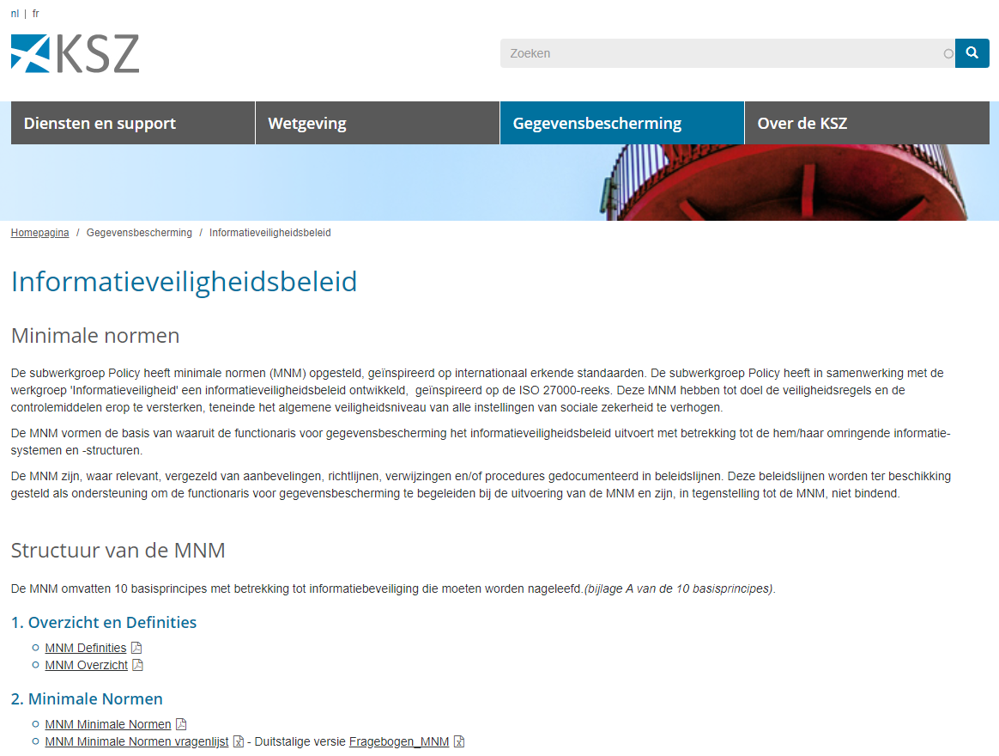 nl | fr
KSZ
Zoeken
Diensten en support
Wetgeving
Gegevensbescherming
Over de KSZ
Homepagina / Gegevensbescherming / Informatieveiligheidsbeleid
Informatieveiligheidsbeleid
Minimale normen
De subwerkgroep Policy heeft minimale normen (MNM) opgesteld, geïnspireerd op internationaal erkende standaarden. De subwerkgroep Policy heeft in samenwerking met de
werkgroep 'Informatieveiligheid' een informatieveiligheidsbeleid ontwikkeld, geïnspireerd op de ISO 27000-reeks. Deze MNM hebben tot doel de veiligheidsregels en de
controlemiddelen erop te versterken, teneinde het algemene veiligheidsniveau van alle instellingen van sociale zekerheid te verhogen.
De MNM vormen de basis van waaruit de functionaris voor gegevensbescherming het informatieveiligheidsbeleid uitvoert met betrekking tot de hem/haar omringende informatie-
systemen en -structuren.
De MNM zijn, waar relevant, vergezeld van aanbevelingen, richtlijnen, verwijzingen en/of procedures gedocumenteerd in beleidslijnen. Deze beleidslijnen worden ter beschikking
gesteld als ondersteuning om de functionaris voor gegevensbescherming te begeleiden bij de uitvoering van de MNM en zijn, in tegenstelling tot de MNM, niet bindend.
Structuur van de MNM
De MNM omvatten 10 basisprincipes met betrekking tot informatiebeveiliging die moeten worden nageleefd.(bijlage A van de 10 basisprincipes).
1. Overzicht en Definities
MNM Definities
MNM Overzicht
2. Minimale Normen
MNM Minimale Normen
MNM Minimale Normen vragenlijst - Duitstalige versie Fragebogen_MNM